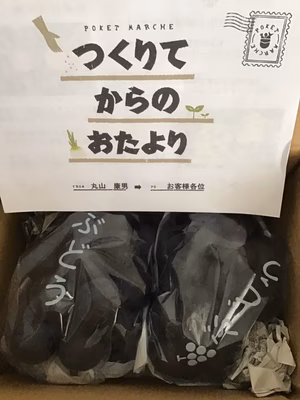 POKET MARCHE
つくりて
からの
おたより
丸山 康男 ➡ お客様各位
ぶどう